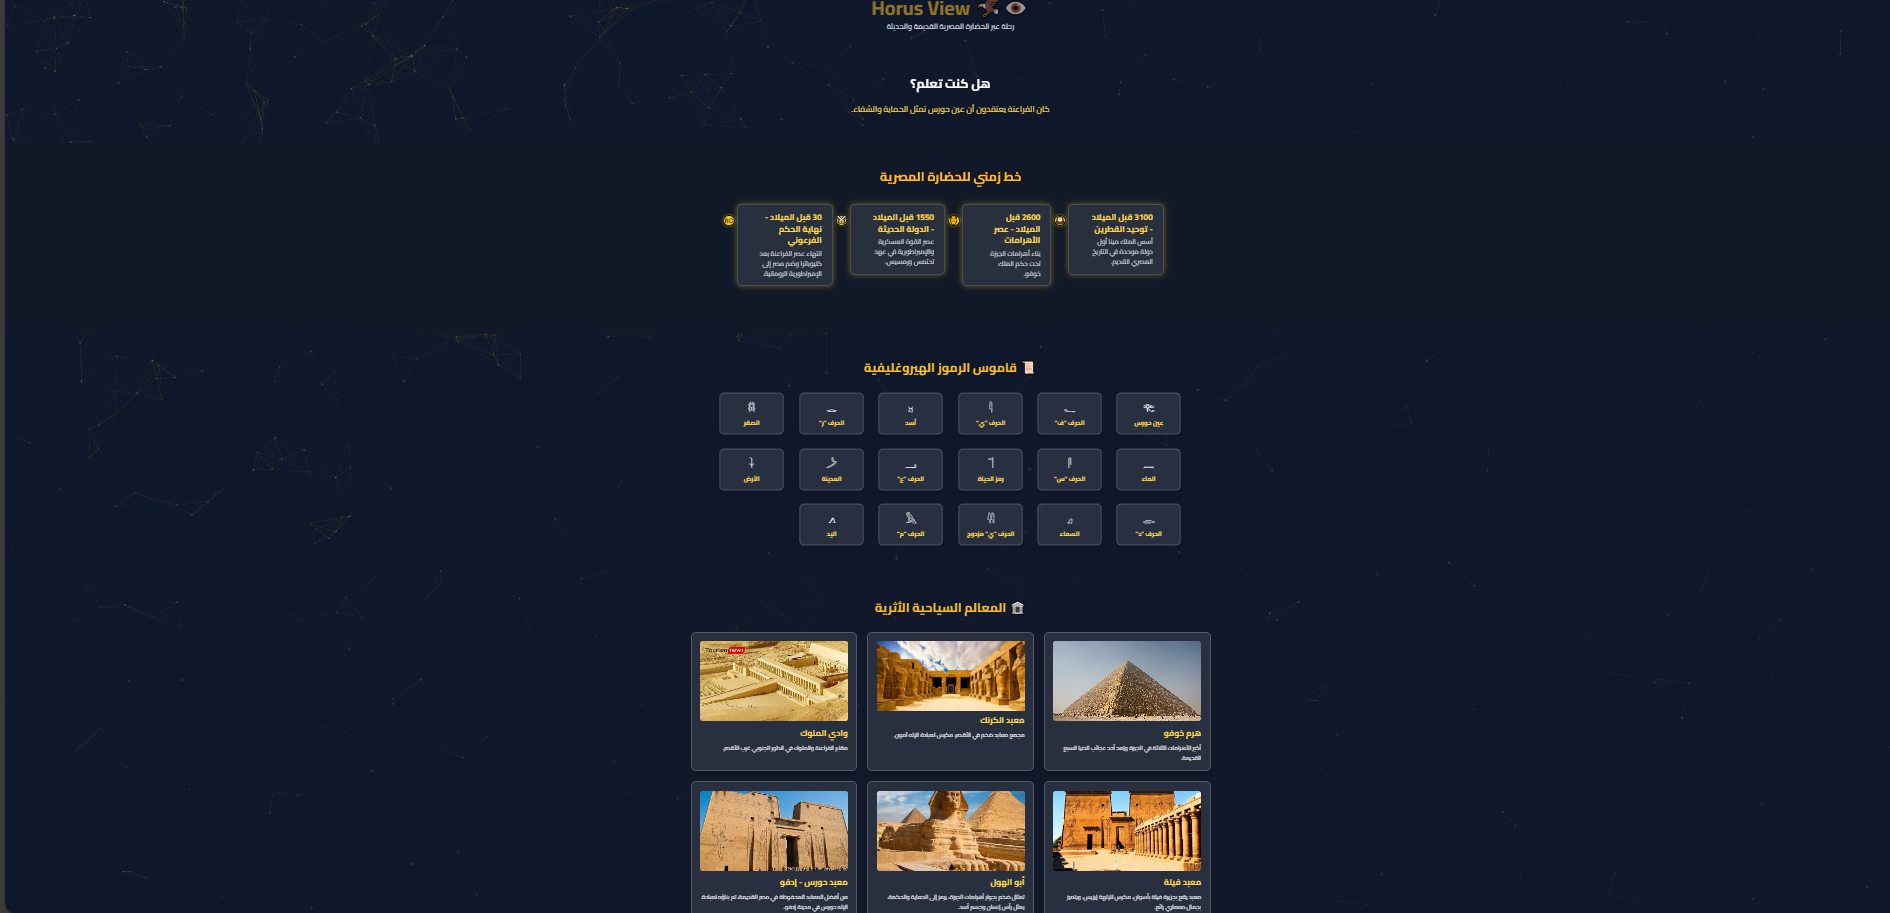 Horus View
رحلة عبر الحضارة المصرية القديمة والحديثة
هل كنت تعلم؟
كان الفراعنة يعتقدون أن عين حورس تمثل الحماية والشفاء.
خط زمني للحضارة المصرية
3100 قبل الميلاد
- توحيد القطرين
أسس الملك مينا أول
دولة موحدة في التاريخ
المصري القديم.
2600 قبل
الميلاد - عصر
الأهرامات
بناء أهرامات الجيزة
تحت حكم الملك
خوفو.
1550 قبل الميلاد
- الدولة الحديثة
عصر القوة العسكرية
والإمبراطورية في عهد
تحتمس ورمسيس.
30 قبل الميلاد -
نهاية الحكم
الفرعوني
انتهاء عصر الفراعنة بعد
كليوباترا وضم مصر إلى
الإمبراطورية الرومانية.
قاموس الرموز الهيروغليفية
عين حورس
الحرف "ف"
الحرف "ي"
أسد
الحرف "ر"
الصقر
الماء
الحرف "س"
رمز الحياة
الحرف "ع"
المدينة
الأرض
الحرف "د"
السماء
الحرف "ي" مزدوج
الحرف "م"
اليد
المعالم السياحية الأثرية
هرم خوفو
أكبر الأهرامات الثلاثة في الجيزة ويُعد أحد عجائب الدنيا السبع
القديمة.
معبد الكرنك
مجمع معابد ضخم في الأقصر، مكرس لعبادة الإله آمون.
Tourism news
وادي الملوك
مقابر الفراعنة والملوك في الطور الجنوبي غرب الأقصر.
معبد فيلة
معبد يقع بجزيرة فيلة بأسوان، مكرس للإلهة إيزيس، ويتميز
بجمال معماري رائع.
أبو الهول
تمثال ضخم بجوار أهرامات الجيزة، يرمز إلى الحماية والحكمة،
يمثل رأس إنسان وجسم أسد.
معبد حورس - إدفو
من أفضل المعابد المحفوظة في مصر القديمة، تم بناؤه لعبادة
الإله حورس في مدينة إدفو.